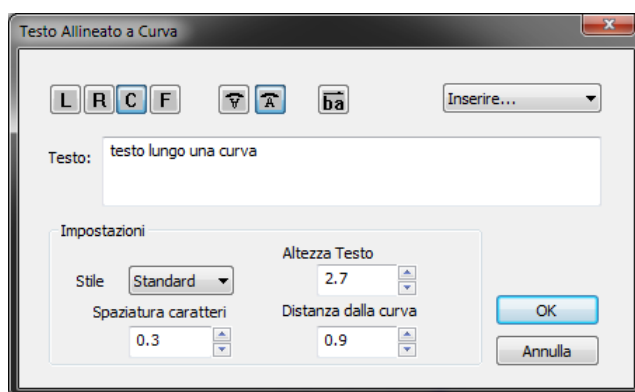 Testo Allineato a Curva
L R C F A A ba Inserire...
Testo: testo lungo una curva
Impostazioni
Altezza Testo
Stile Standard 2.7
Spaziatura caratteri Distanza dalla curva OK
0.3 0.9
Annulla